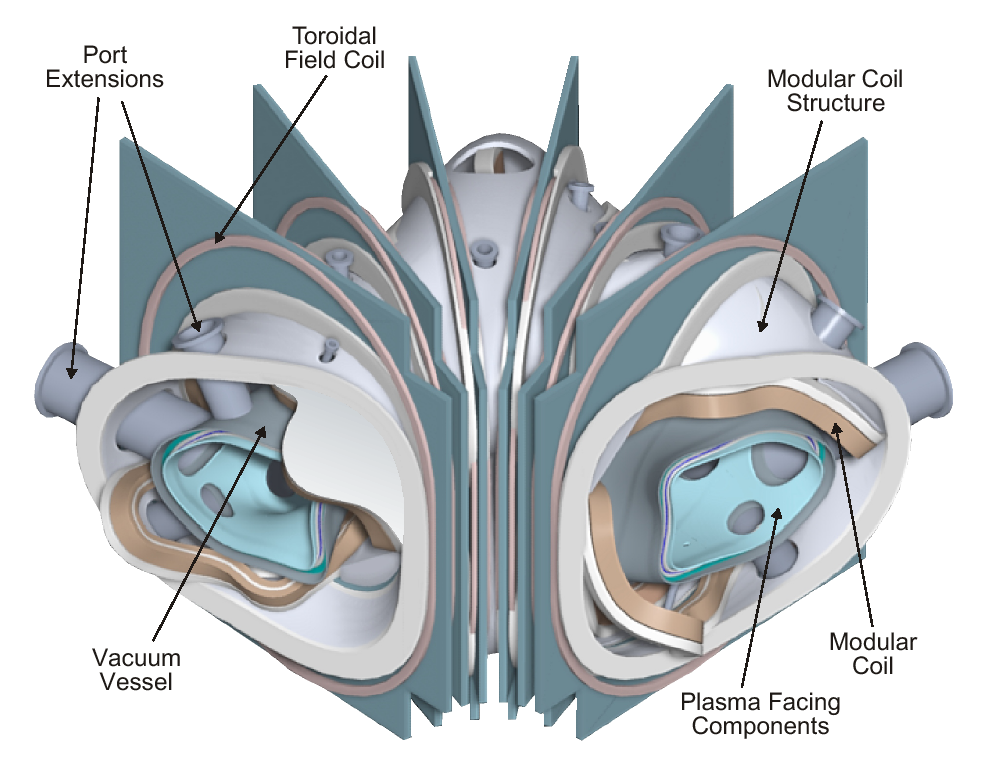 Toroidal
Field Coil
Port
Extensions
Modular Coil
Structure
Vacuum
Vessel
Modular
Coil
Plasma Facing
Components